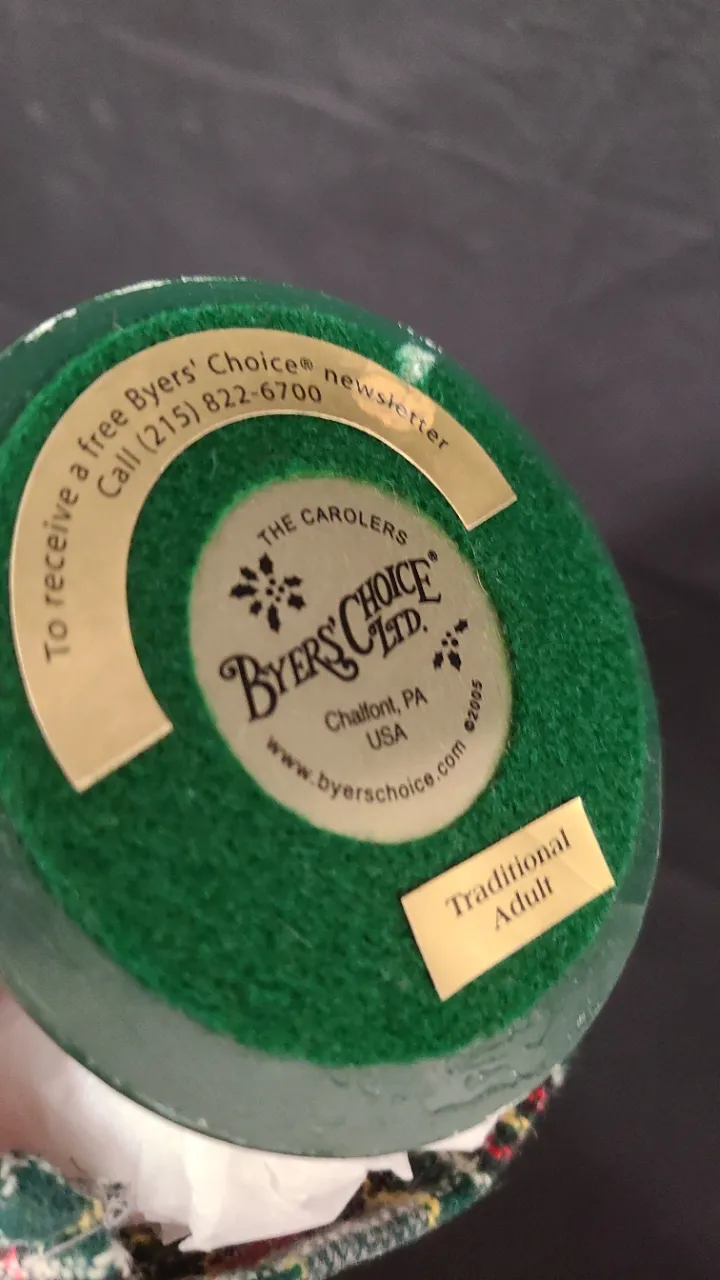 To receive a free Byers' Choice® newsletter
Call (215) 822-6700
THE CAROLERS
BYERS' CHOICE®
LTD.
Chalfont, PA
USA
www.byerschoice.com ©2005
Traditional
Adult